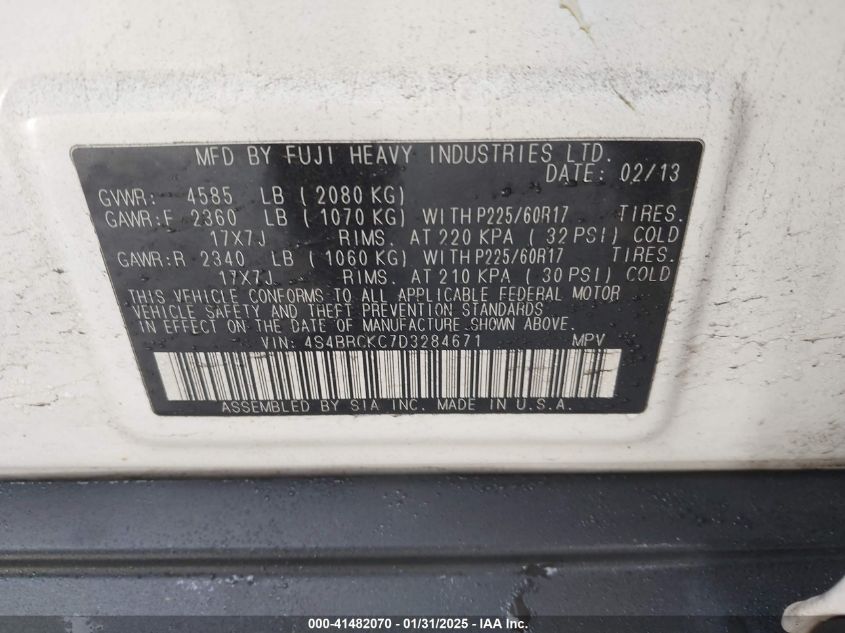 MFD BY FUJI HEAVY INDUSTRIES LTD.
DATE: 02/13
GVWR: 4585 LB ( 2080 KG)
GAWR:F 2360 LB ( 1070 KG) WITH P225/60R17 TIRES.
17X7J RIMS. AT 220 KPA ( 32 PSI) COLD
GAWR:R 2340 LB ( 1060 KG) WITH P225/60R17 TIRES.
17X7J RIMS. AT 210 KPA ( 30 PSI) COLD
THIS VEHICLE CONFORMS TO ALL APPLICABLE FEDERAL MOTOR
VEHICLE SAFETY AND THEFT PREVENTION STANDARDS
IN EFFECT ON THE DATE OF MANUFACTURE SHOWN ABOVE.
VIN: 4S4BRCKC7D3284671 MPV
ASSEMBLED BY SIA INC. MADE IN U.S.A.
000-41482070 - 01/31/2025 - IAA Inc.